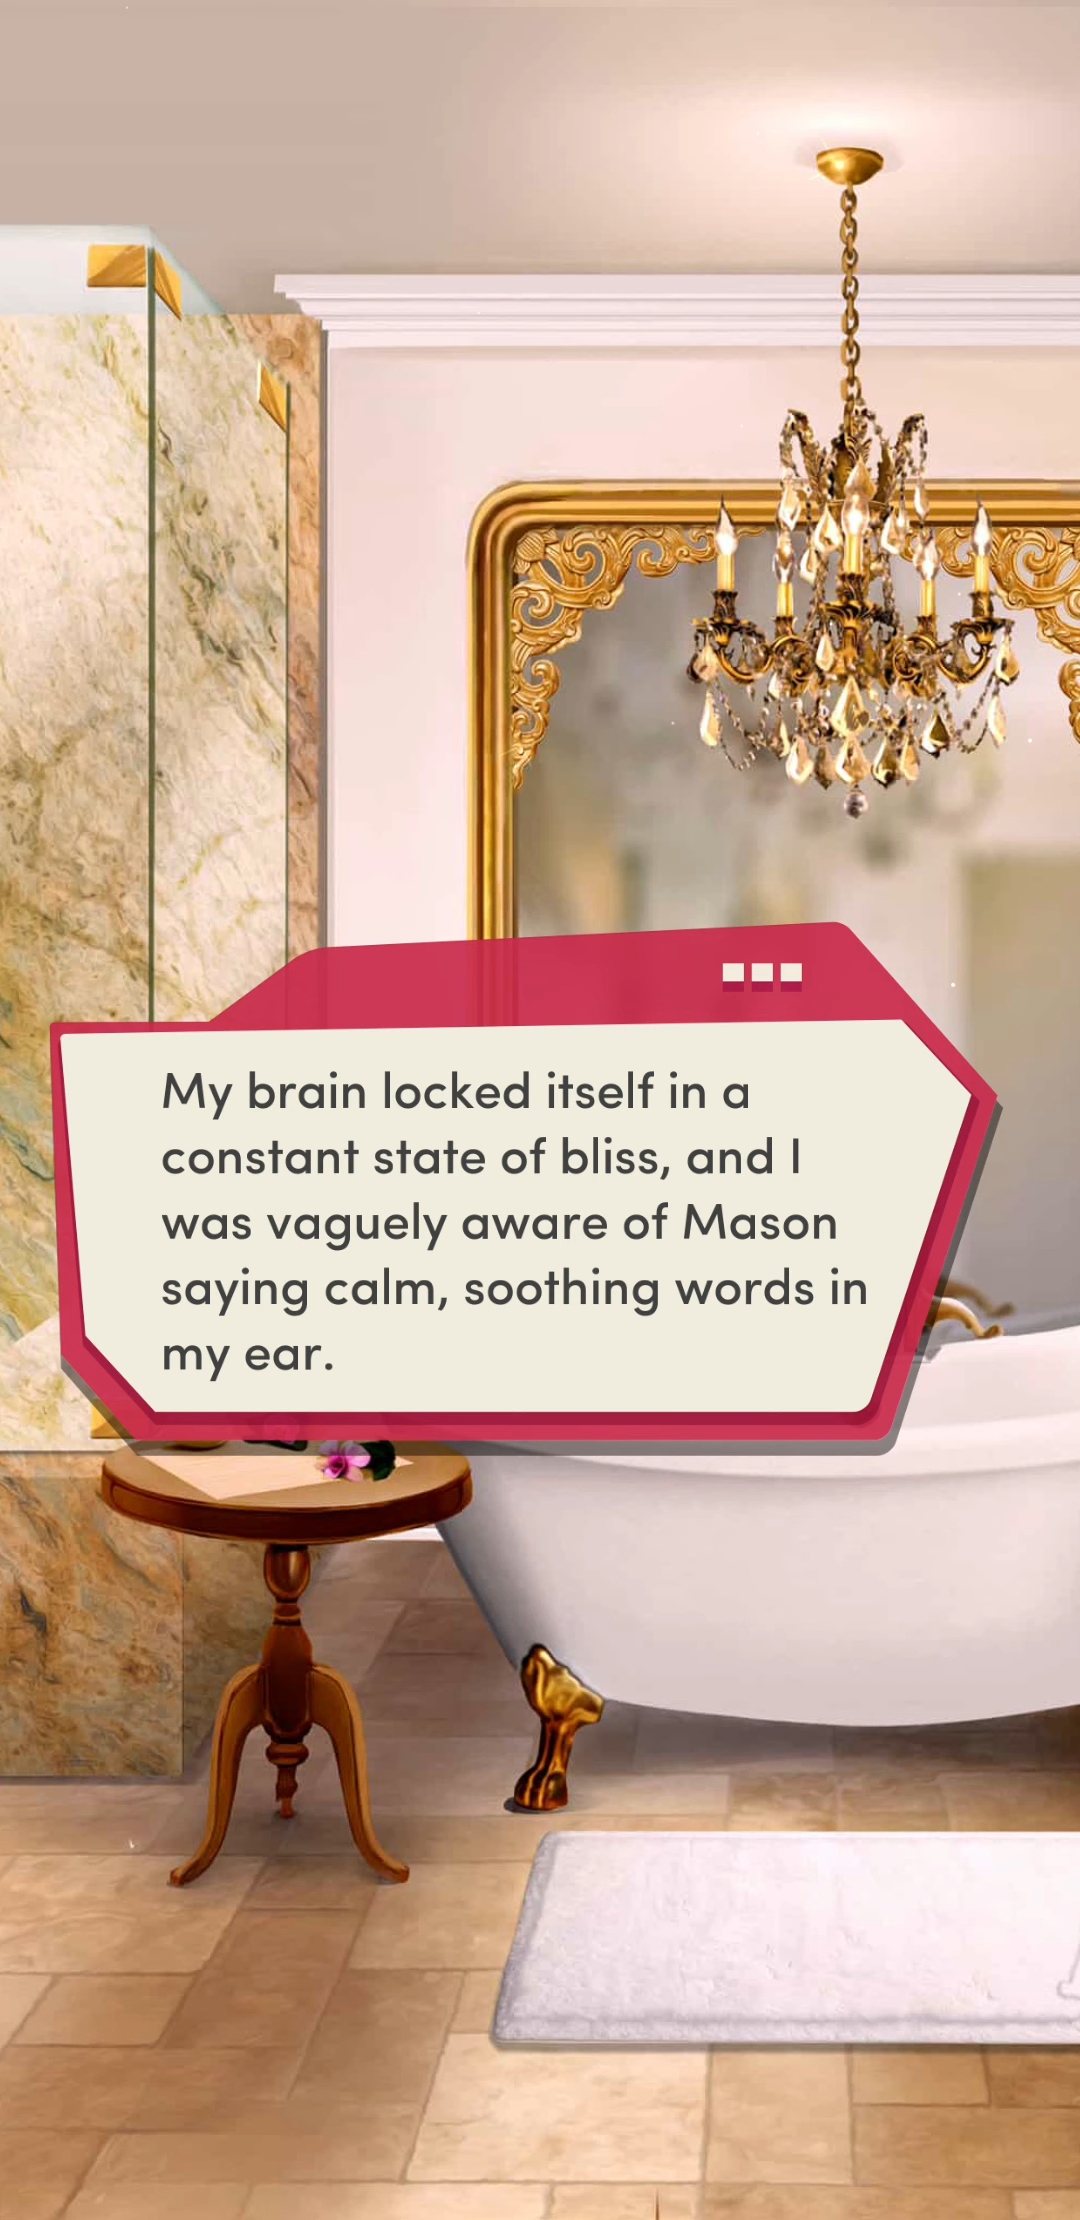 My brain locked itself in a
constant state of bliss, and I
was vaguely aware of Mason
saying calm, soothing words in
my ear.